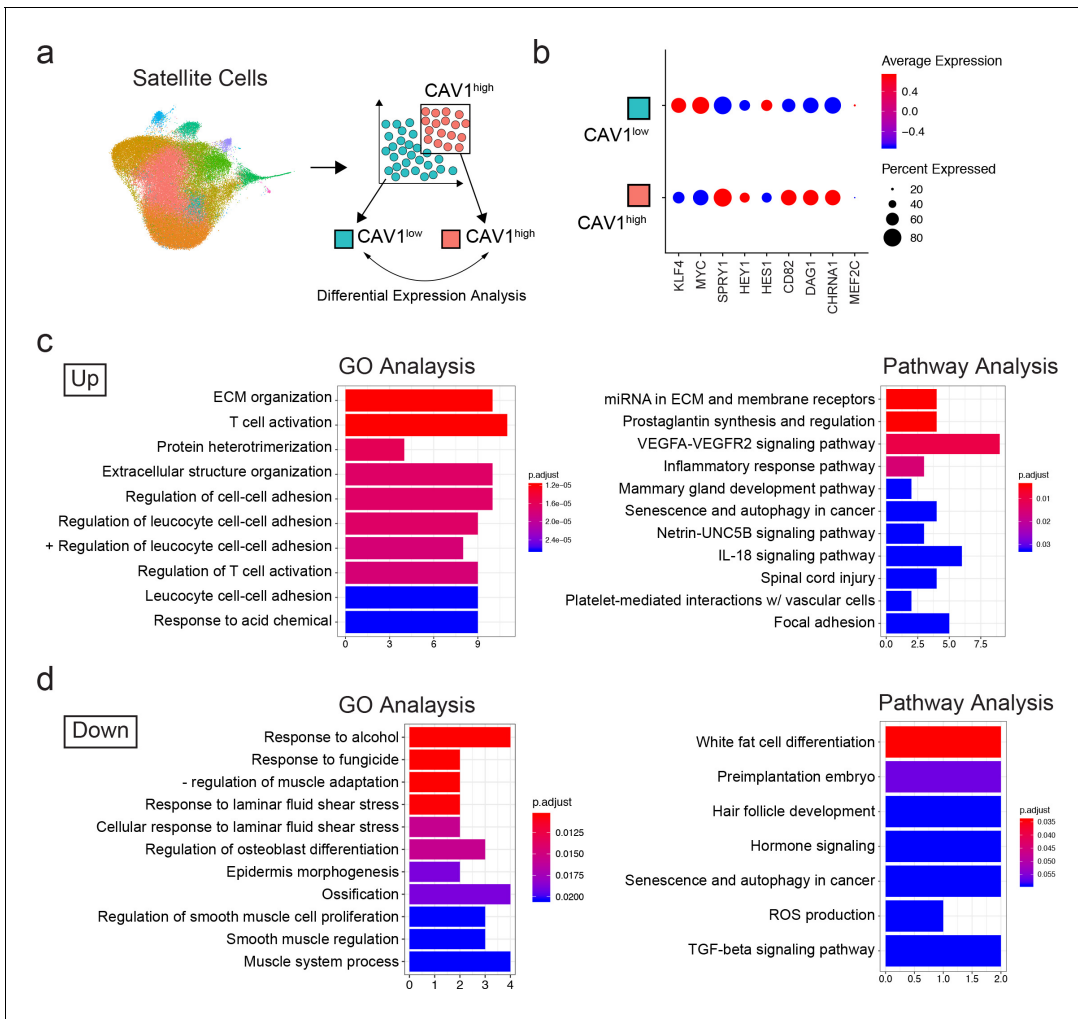 a
Satellite Cells
CAV1high
CAV1low
CAV1high
Differential Expression Analysis
b
CAV1low
CAV1high
KLF4
MYC
SPRY1
HEY1
HES1
CD82
DAG1
CHRNA1
MEF2C
Average Expression
0.4
0.0
−0.4
Percent Expressed
20
40
60
80
c
Up
GO Analaysis
ECM organization
T cell activation
Protein heterotrimerization
Extracellular structure organization
Regulation of cell-cell adhesion
Regulation of leucocyte cell-cell adhesion
+ Regulation of leucocyte cell-cell adhesion
Regulation of T cell activation
Leucocyte cell-cell adhesion
Response to acid chemical
0 3 6 9
p.adjust
1.2e−05
1.6e−05
2.0e−05
2.4e−05
Pathway Analysis
miRNA in ECM and membrane receptors
Prostaglantin synthesis and regulation
VEGFA-VEGFR2 signaling pathway
Inflammatory response pathway
Mammary gland development pathway
Senescence and autophagy in cancer
Netrin-UNC5B signaling pathway
IL-18 signaling pathway
Spinal cord injury
Platelet-mediated interactions w/ vascular cells
Focal adhesion
0.0 2.5 5.0 7.5
p.adjust
0.01
0.02
0.03
d
Down
GO Analaysis
Response to alcohol
Response to fungicide
- regulation of muscle adaptation
Response to laminar fluid shear stress
Cellular response to laminar fluid shear stress
Regulation of osteoblast differentiation
Epidermis morphogenesis
Ossification
Regulation of smooth muscle cell proliferation
Smooth muscle regulation
Muscle system process
0 1 2 3 4
p.adjust
0.0125
0.0150
0.0175
0.0200
Pathway Analysis
White fat cell differentiation
Preimplantation embryo
Hair follicle development
Hormone signaling
Senescence and autophagy in cancer
ROS production
TGF-beta signaling pathway
0.0 0.5 1.0 1.5 2.0
p.adjust
0.035
0.040
0.045
0.050
0.055